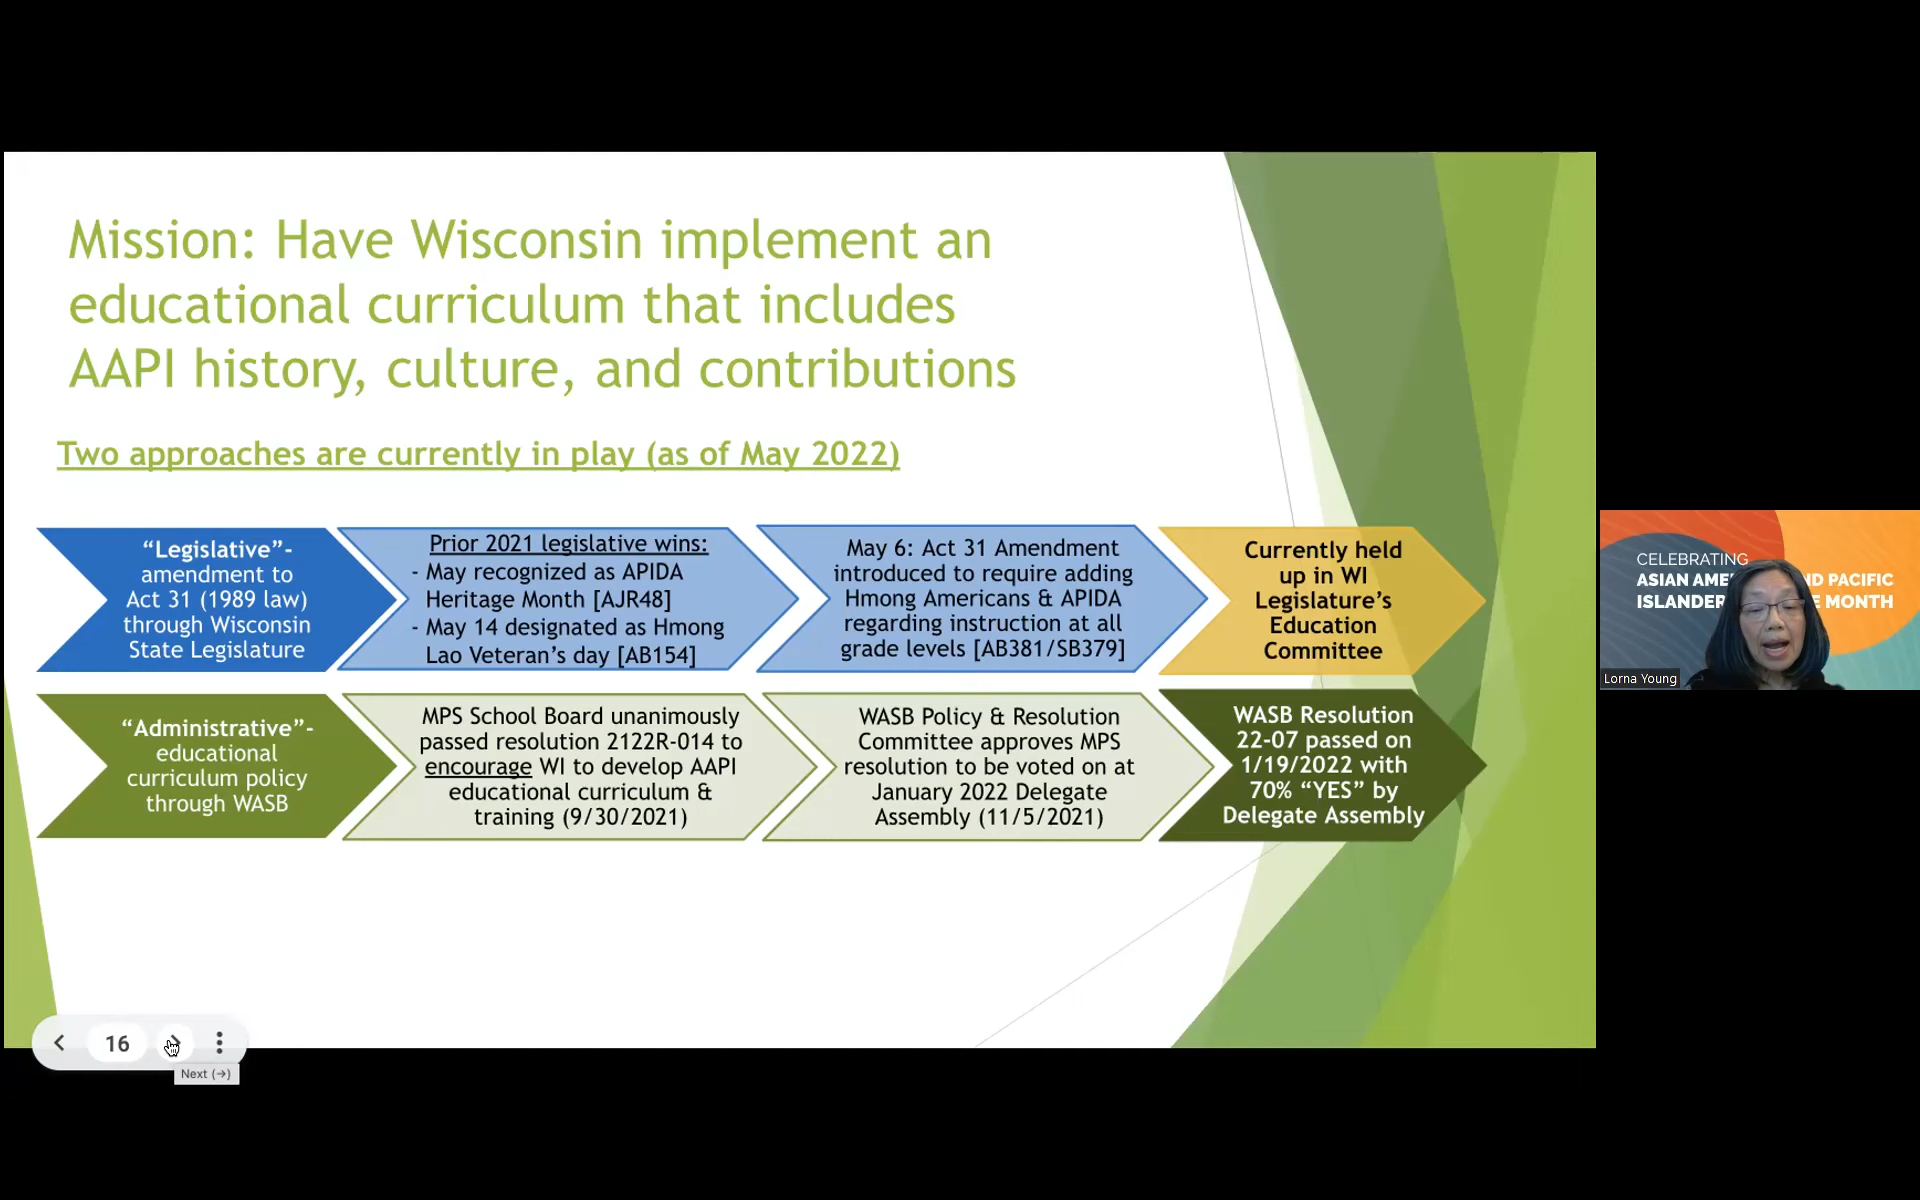 Mission: Have Wisconsin implement an
educational curriculum that includes
AAPI history, culture, and contributions
Two approaches are currently in play (as of May 2022)
“Legislative”-
amendment to
Act 31 (1989 law)
through Wisconsin
State Legislature
Prior 2021 legislative wins:
- May recognized as APIDA
Heritage Month [AJR48]
- May 14 designated as Hmong
Lao Veteran’s day [AB154]
May 6: Act 31 Amendment
introduced to require adding
Hmong Americans & APIDA
regarding instruction at all
grade levels [AB381/SB379]
Currently held
up in WI
Legislature’s
Education
Committee
“Administrative”-
educational
curriculum policy
through WASB
MPS School Board unanimously
passed resolution 2122R-014 to
encourage WI to develop AAPI
educational curriculum &
training (9/30/2021)
WASB Policy & Resolution
Committee approves MPS
resolution to be voted on at
January 2022 Delegate
Assembly (11/5/2021)
WASB Resolution
22-07 passed on
1/19/2022 with
70% “YES” by
Delegate Assembly
16
Next (→)
CELEBRATING
ASIAN AME ND PACIFIC
ISLANDER E MONTH
Lorna Young